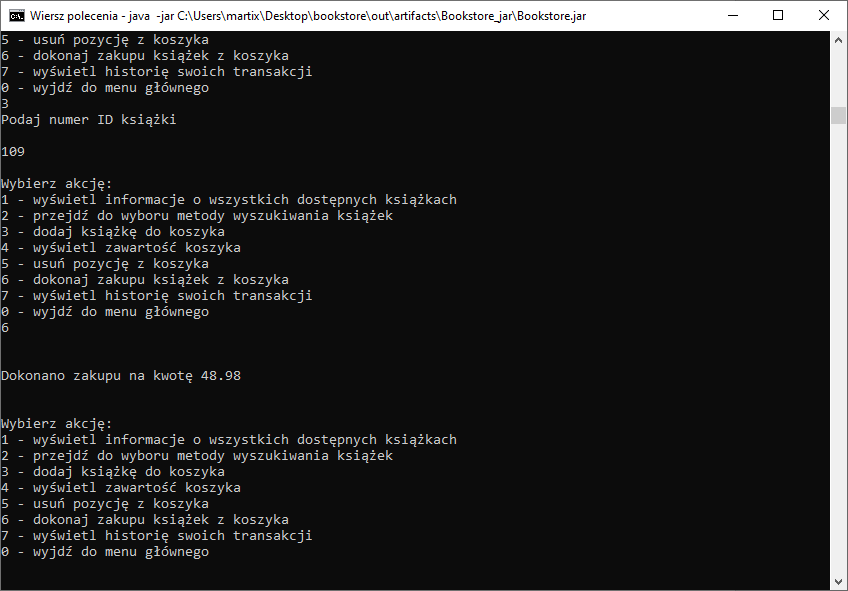 Wiersz polecenia - java  -jar C:\Users\martix\Desktop\bookstore\out\artifacts\Bookstore_jar\Bookstore.jar
5 - usuń pozycję z koszyka
6 - dokonaj zakupu książek z koszyka
7 - wyświetl historię swoich transakcji
0 - wyjdź do menu głównego
3
Podaj numer ID książki
109
Wybierz akcję:
1 - wyświetl informacje o wszystkich dostępnych książkach
2 - przejdź do wyboru metody wyszukiwania książek
3 - dodaj książkę do koszyka
4 - wyświetl zawartość koszyka
5 - usuń pozycję z koszyka
6 - dokonaj zakupu książek z koszyka
7 - wyświetl historię swoich transakcji
0 - wyjdź do menu głównego
6
Dokonano zakupu na kwotę 48.98
Wybierz akcję:
1 - wyświetl informacje o wszystkich dostępnych książkach
2 - przejdź do wyboru metody wyszukiwania książek
3 - dodaj książkę do koszyka
4 - wyświetl zawartość koszyka
5 - usuń pozycję z koszyka
6 - dokonaj zakupu książek z koszyka
7 - wyświetl historię swoich transakcji
0 - wyjdź do menu głównego